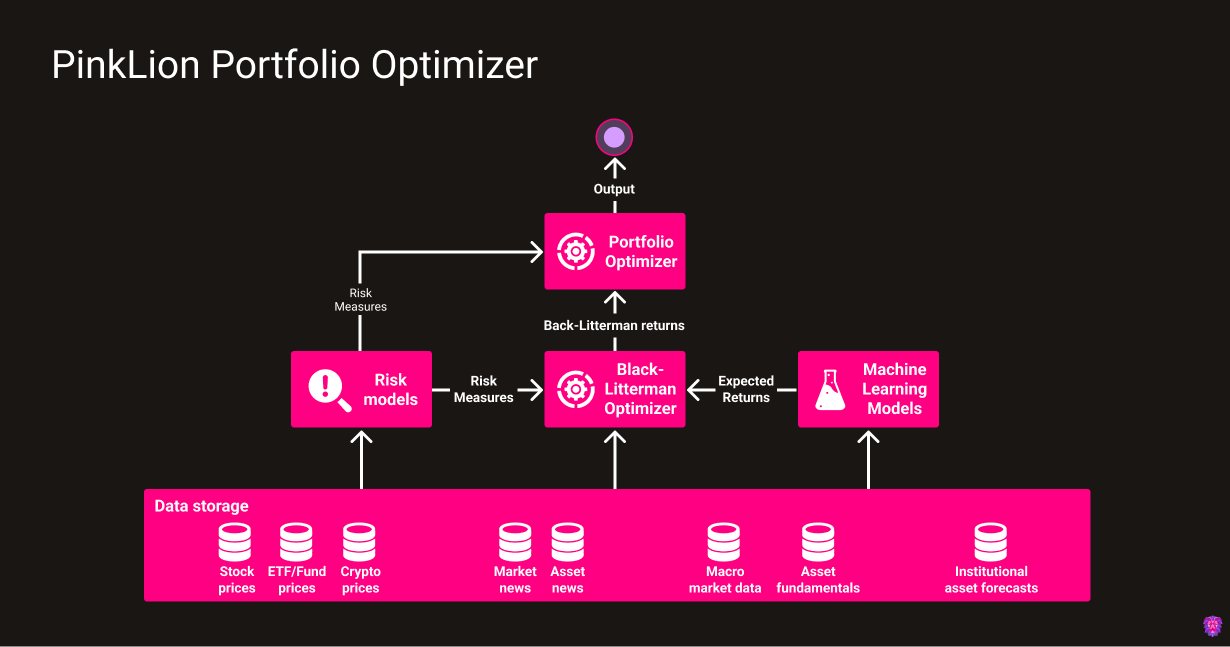 PinkLion Portfolio Optimizer
Output
Portfolio
Optimizer
Risk
Measures
Back-Litterman returns
Risk
models
Risk
Measures
Black-
Litterman
Optimizer
Expected
Returns
Machine
Learning
Models
Data storage
Stock
prices
ETF/Fund
prices
Crypto
prices
Market
news
Asset
news
Macro
market data
Asset
fundamentals
Institutional
asset forecasts